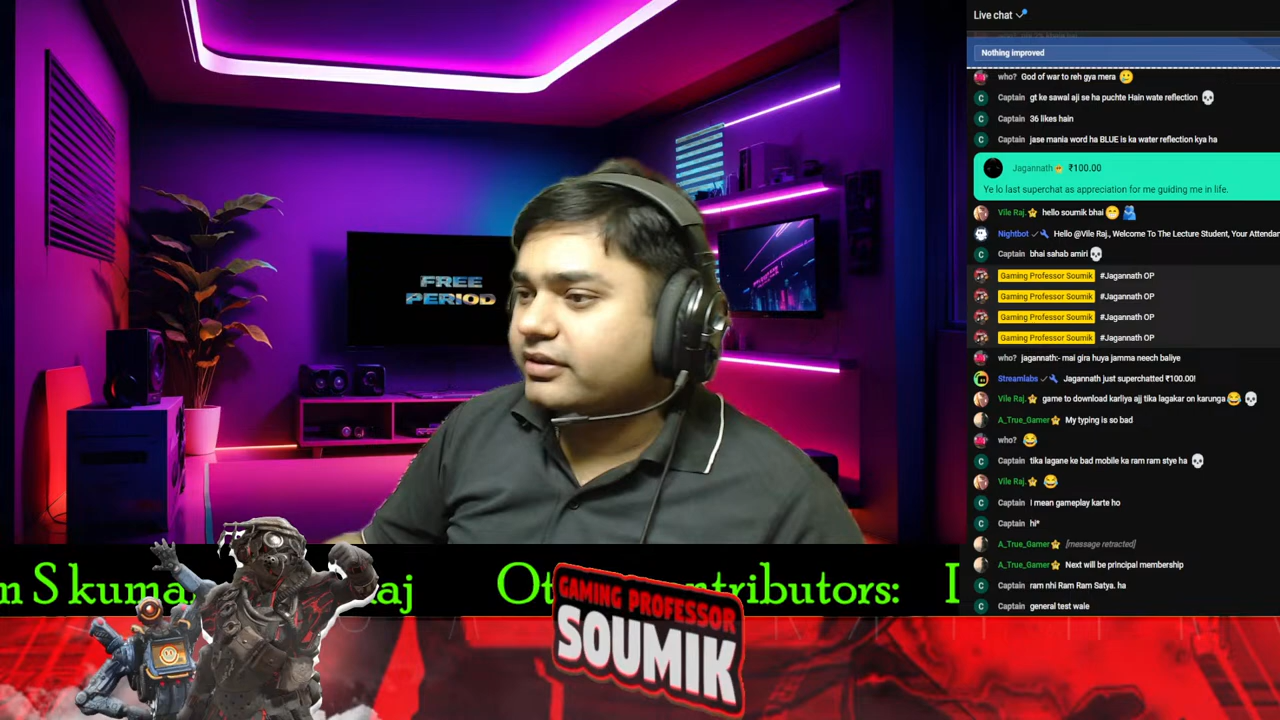 Live chat
Nothing improved
who? God of war to reh gya mera
C Captain gt ke sawal aji se ha puchte Hain wate reflection
C Captain 36 likes hain
C Captain jase mania word ha BLUE is ka water reflection kya ha
Jagannath ₹100.00
Ye lo last superchat as appreciation for me guiding me in life.
Vile Raj. hello soumik bhai
Nightbot Hello @Vile Raj., Welcome To The Lecture Student, Your Attendan
C Captain bhai sahab amiri
Gaming Professor Soumik #Jagannath OP
Gaming Professor Soumik #Jagannath OP
Gaming Professor Soumik #Jagannath OP
Gaming Professor Soumik #Jagannath OP
who? jagannath:- mai gira huya jamma neech baliye
Streamlabs Jagannath just superchatted ₹100.00!
Vile Raj. game to download karliya ajj tika lagakar on karunga
A_True_Gamer My typing is so bad
who?
C Captain tika lagane ke bad mobile ka ram ram stye ha
Vile Raj.
C Captain I mean gameplay karte ho
C Captain hi*
A_True_Gamer [message retracted]
A_True_Gamer Next will be principal membership
C Captain ram nhi Ram Ram Satya. ha
C Captain general test wale
FREE
PERIOD
m S kuma aj Ot ntributors:
GAMING PROFESSOR
SOUMIK